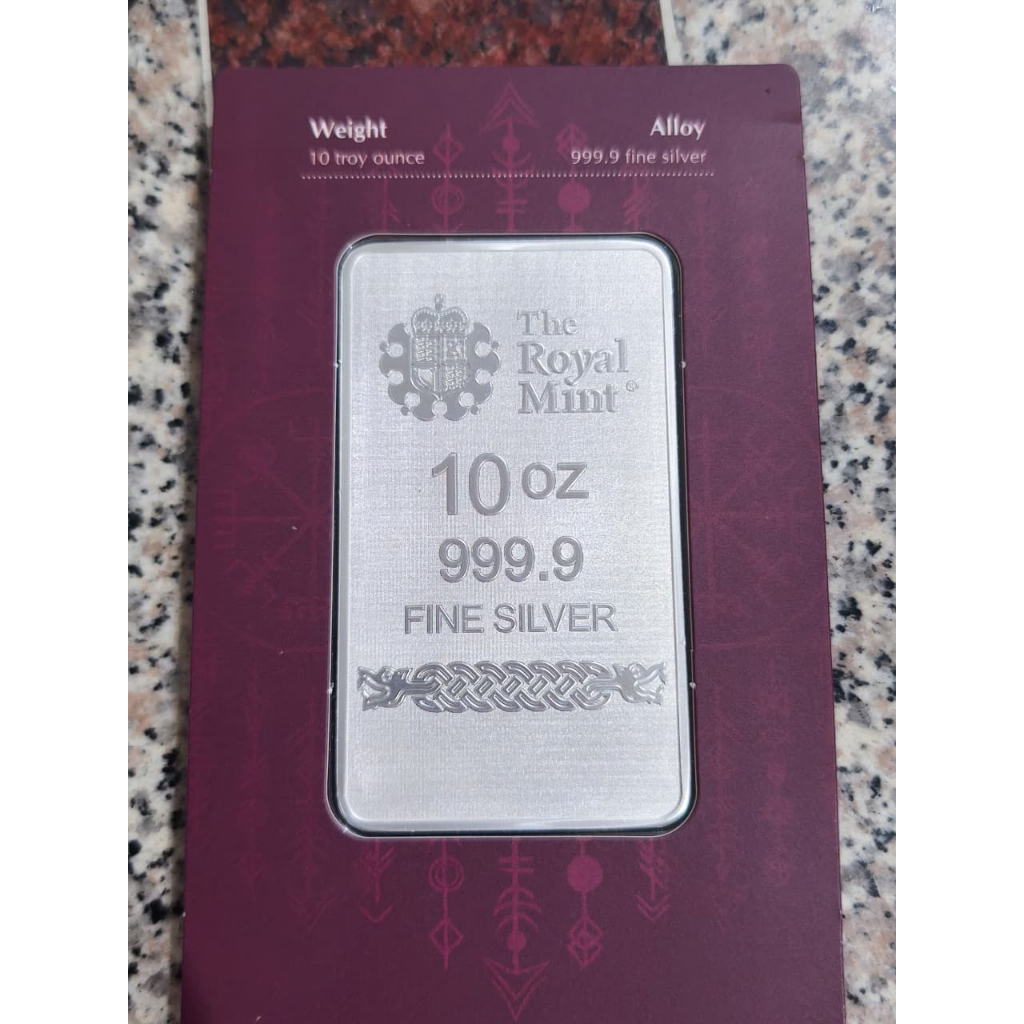 Weight Alloy
10 troy ounce 999.9 fine silver
The
Royal
Mint®
10 oz
999.9
FINE SILVER